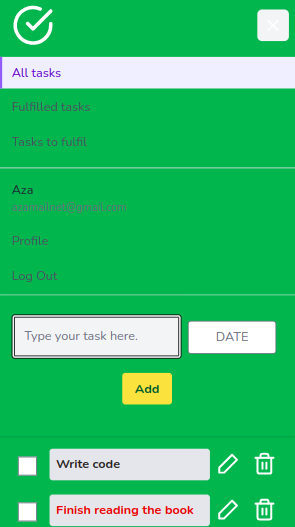 All tasks
Fulfilled tasks
Tasks to fulfil
Aza
Profile
Log Out
Type your task here.
DATE
Add
Write code
Finish reading the book